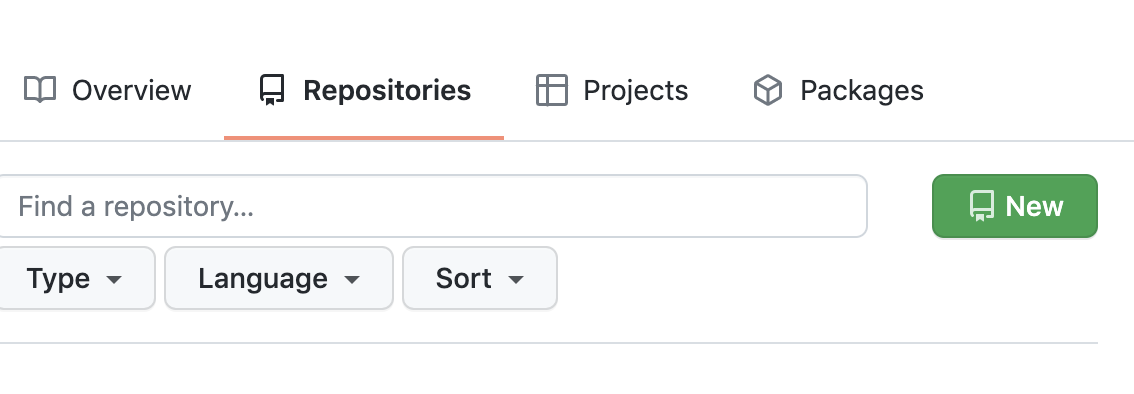 Overview Repositories Projects Packages
Find a repository... New
Type Language Sort